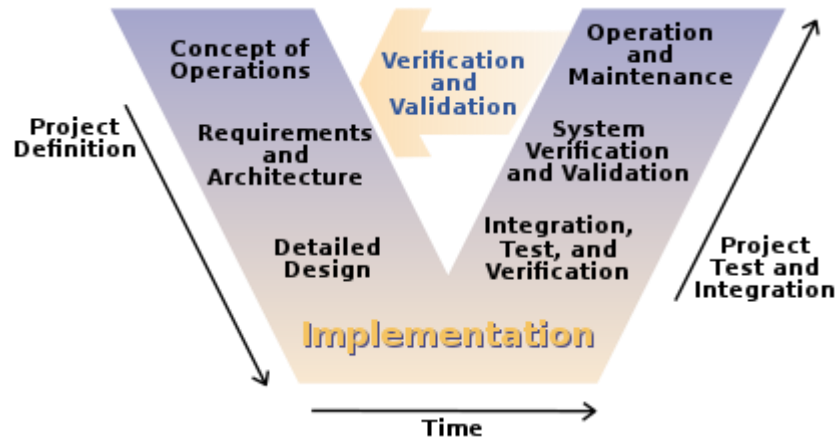 Concept of
Operations
Verification
and
Validation
Operation
and
Maintenance
Project
Definition
Requirements
and
Architecture
System
Verification
and Validation
Detailed
Design
Integration,
Test, and
Verification
Project
Test and
Integration
Implementation
Time